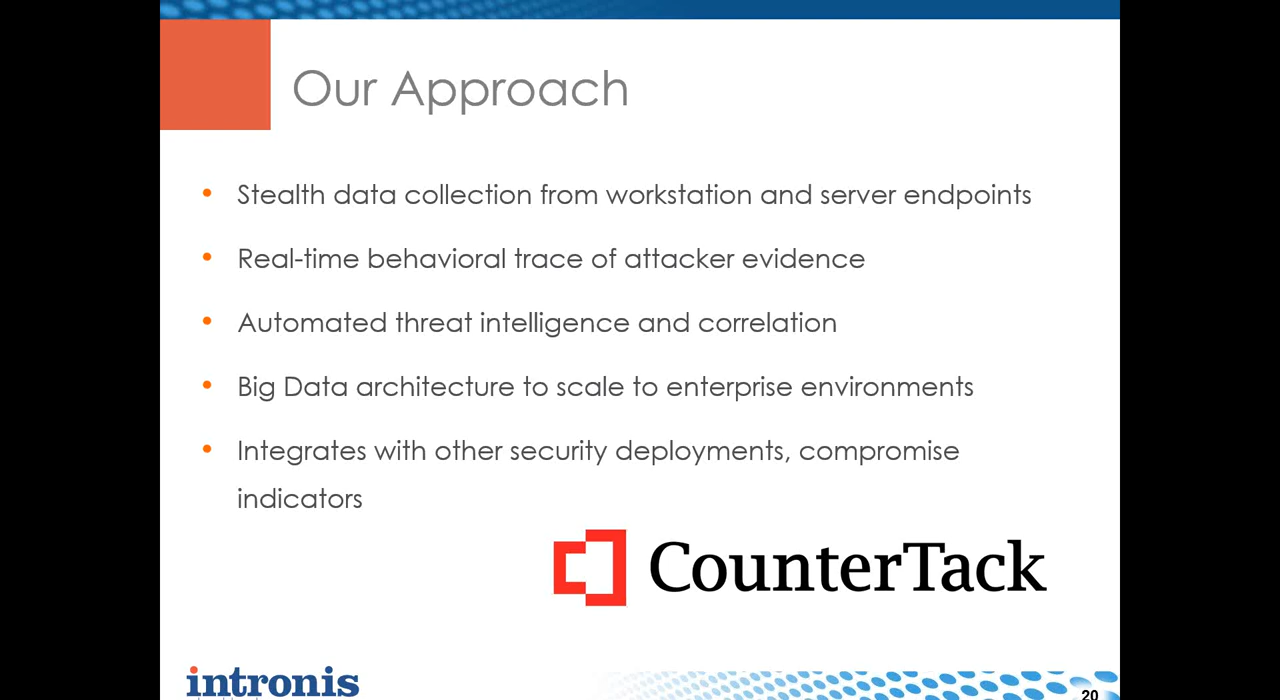 Our Approach
• Stealth data collection from workstation and server endpoints
• Real-time behavioral trace of attacker evidence
• Automated threat intelligence and correlation
• Big Data architecture to scale to enterprise environments
• Integrates with other security deployments, compromise
indicators
CounterTack
intronis
20